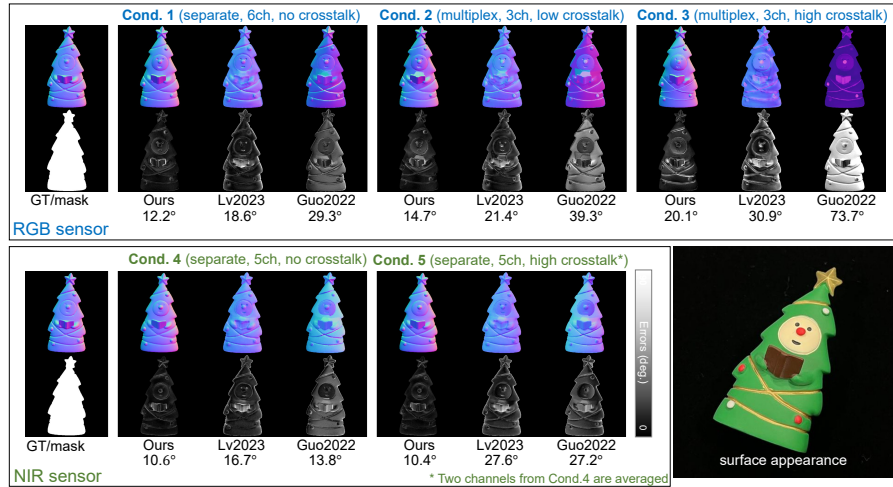 Cond. 1 (separate, 6ch, no crosstalk)
Cond. 2 (multiplex, 3ch, low crosstalk)
Cond. 3 (multiplex, 3ch, high crosstalk)
GT/mask
Ours
Lv2023
Guo2022
Ours
Lv2023
Guo2022
Ours
Lv2023
Guo2022
12.2°
18.6°
29.3°
14.7°
21.4°
39.3°
20.1°
30.9°
73.7°
RGB sensor
Cond. 4 (separate, 5ch, no crosstalk)
Cond. 5 (separate, 5ch, high crosstalk*)
Errors (deg.)
0
GT/mask
Ours
Lv2023
Guo2022
Ours
Lv2023
Guo2022
10.6°
16.7°
13.8°
10.4°
27.6°
27.2°
NIR sensor
* Two channels from Cond.4 are averaged
surface appearance